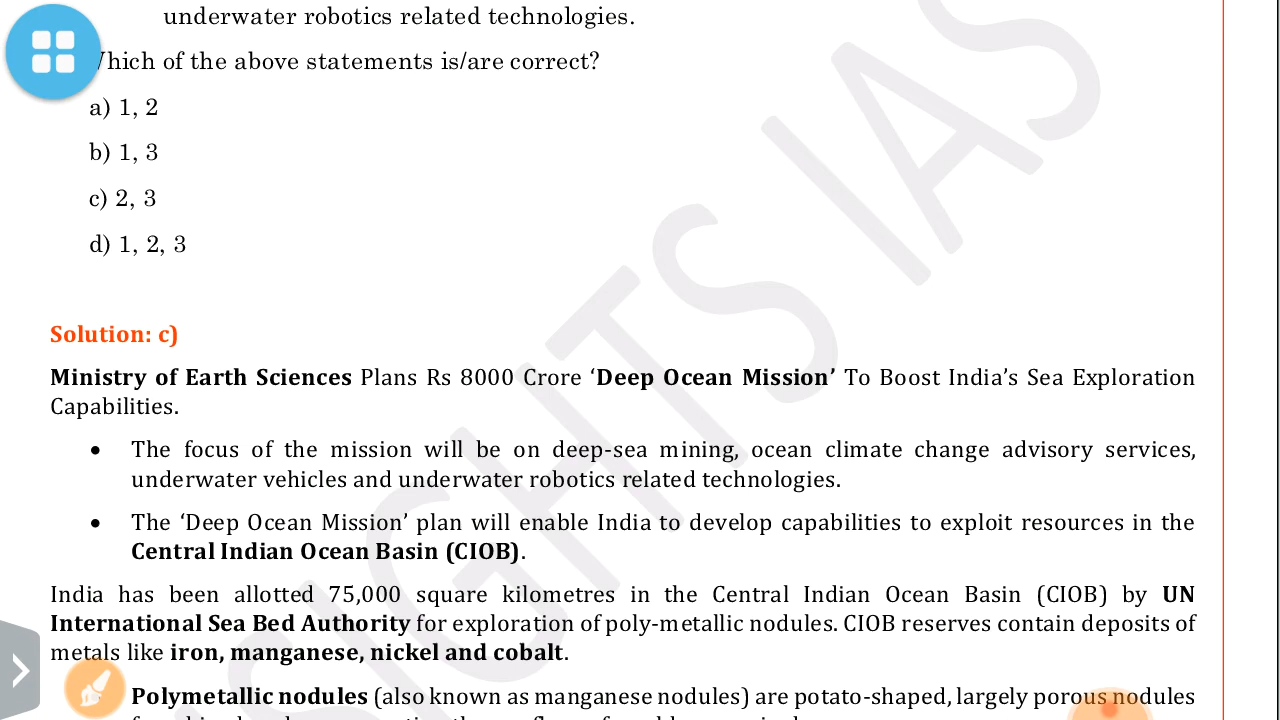 underwater robotics related technologies.
Which of the above statements is/are correct?
a) 1, 2
b) 1, 3
c) 2, 3
d) 1, 2, 3
Solution: c)
Ministry of Earth Sciences Plans Rs 8000 Crore ‘Deep Ocean Mission’ To Boost India’s Sea Exploration
Capabilities.
• The focus of the mission will be on deep-sea mining, ocean climate change advisory services,
underwater vehicles and underwater robotics related technologies.
• The ‘Deep Ocean Mission’ plan will enable India to develop capabilities to exploit resources in the
Central Indian Ocean Basin (CIOB).
India has been allotted 75,000 square kilometres in the Central Indian Ocean Basin (CIOB) by UN
International Sea Bed Authority for exploration of poly-metallic nodules. CIOB reserves contain deposits of
metals like iron, manganese, nickel and cobalt.
Polymetallic nodules (also known as manganese nodules) are potato-shaped, largely porous nodules
SIGHTS IAS